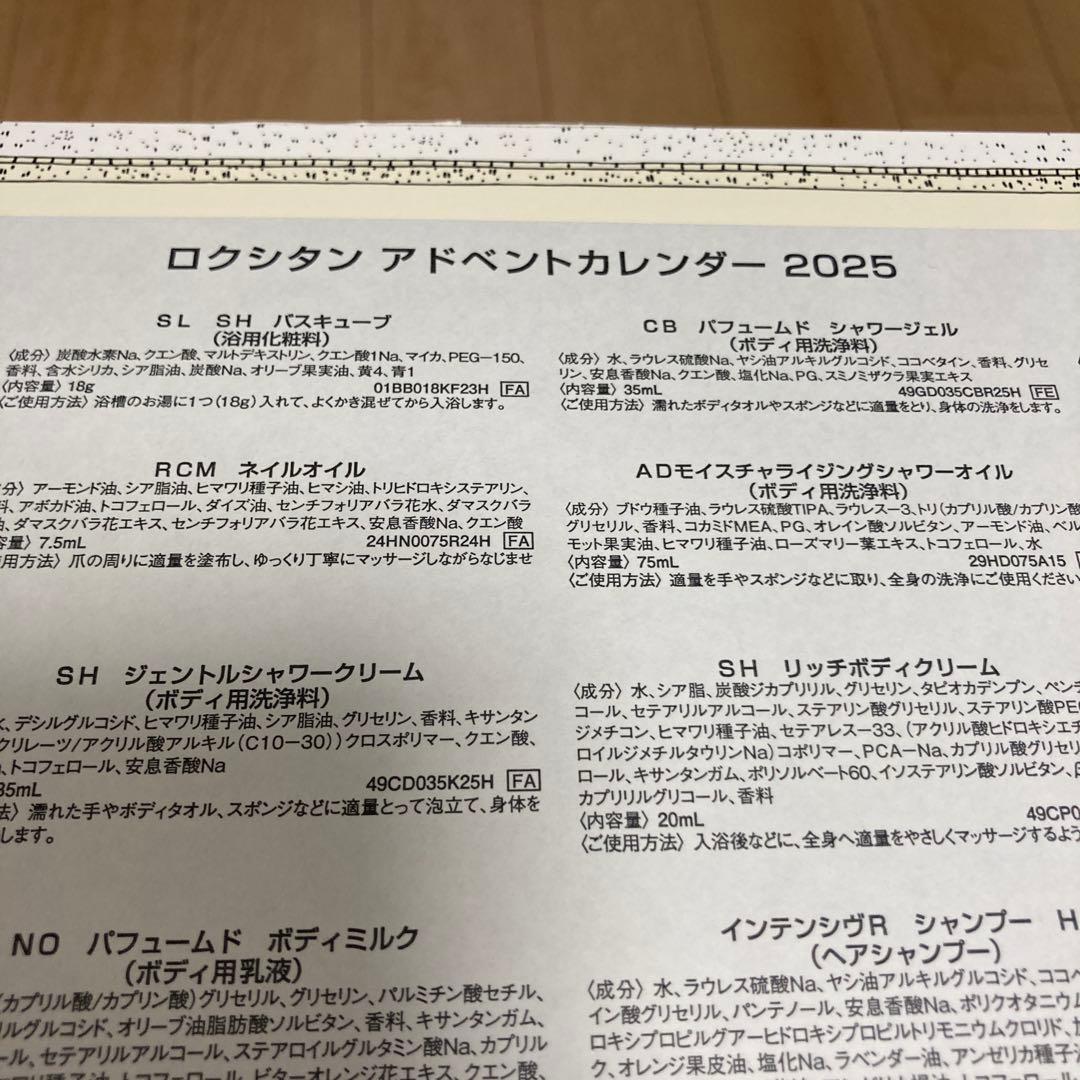 ロクシタン アドベントカレンダー 2025
SL SH バスキューブ
(浴用化粧料)
〈成分〉炭酸水素Na、クエン酸、マルトデキストリン、クエン酸1Na、マイカ、PEG-150、
香料、含水シリカ、シア脂油、炭酸Na、オリーブ果実油、黄4、青1
〈内容量〉18g 01BB018KF23H FA
〈ご使用方法〉浴槽のお湯に1つ(18g)入れて、よくかき混ぜてから入浴します。
CB パフュームド シャワージェル
(ボディ用洗浄料)
〈成分〉水、ラウレス硫酸Na、ヤシ油アルキルグルコシド、ココベタイン、香料、グリセ
リン、安息香酸Na、クエン酸、塩化Na、PG、スミノミザクラ果実エキス
〈内容量〉35mL 49GD035CBR25H FE
〈ご使用方法〉濡れたボディタオルやスポンジなどに適量をとり、身体の洗浄をします。
RCM ネイルオイル
分〉アーモンド油、シア脂油、ヒマワリ種子油、ヒマシ油、トリヒドロキシステアリン、
料、アボカド油、トコフェロール、ダイズ油、センチフォリアバラ花水、ダマスクバラ
油、ダマスクバラ花エキス、センチフォリアバラ花エキス、安息香酸Na、クエン酸
容量〉7.5mL 24HN0075R24H FA
用方法〉爪の周りに適量を塗布し、ゆっくり丁寧にマッサージしながらなじませ
ADモイスチャライジングシャワーオイル
(ボディ用洗浄料)
〈成分〉ブドウ種子油、ラウレス硫酸TIPA、ラウレス-3、トリ(カプリル酸/カプリン酸
グリセリル、香料、コカミドMEA、PG、オレイン酸ソルビタン、アーモンド油、ベル
モット果実油、ヒマワリ種子油、ローズマリー葉エキス、トコフェロール、水
〈内容量〉75mL 29HD075A15
〈ご使用方法〉適量を手やスポンジなどに取り、全身の洗浄にご使用ください
SH ジェントルシャワークリーム
(ボディ用洗浄料)
、デシルグルコシド、ヒマワリ種子油、シア脂油、グリセリン、香料、キサンタン
クリレーツ/アクリル酸アルキル(C10-30))クロスポリマー、クエン酸、
、トコフェロール、安息香酸Na
35mL 49CD035K25H FA
〉濡れた手やボディタオル、スポンジなどに適量とって泡立て、身体を
します。
SH リッチボディクリーム
〈成分〉水、シア脂、炭酸ジカプリリル、グリセリン、タピオカデンプン、ベンチ
コール、セテアリルアルコール、ステアリン酸グリセリル、ステアリン酸PE
ジメチコン、ヒマワリ種子油、セテアレス-33、(アクリル酸ヒドロキシエチ
ロイルジメチルタウリンNa)コポリマー、PCA-Na、カプリル酸グリセリ
ロール、キサンタンガム、ポリソルベート60、イソステアリン酸ソルビタン、
カプリリルグリコール、香料
〈内容量〉20mL 49CP0
〈ご使用方法〉入浴後などに、全身へ適量をやさしくマッサージするよう
NO パフュームド ボディミルク
(ボディ用乳液)
(カプリル酸/カプリン酸)グリセリル、グリセリン、パルミチン酸セチル、
リルグルコシド、オリーブ油脂肪酸ソルビタン、香料、キサンタンガム、
ール、セテアリルアルコール、ステアロイルグルタミン酸Na、カプリル
ワリ種子油、トコフェロール、ビターオレンジ花エキス、クエン酸、
インテンシヴR シャンプー H
(ヘアシャンプー)
〈成分〉水、ラウレス硫酸Na、ヤシ油アルキルグルコシド、ココベ
イン酸グリセリル、パンテノール、安息香酸Na、ポリクオタニウム
ロキシプロピルグアーヒドロキシプロピルトリモニウムクロリド、
ク、オレンジ果皮油、塩化Na、ラベンダー油、アンゼリカ種子